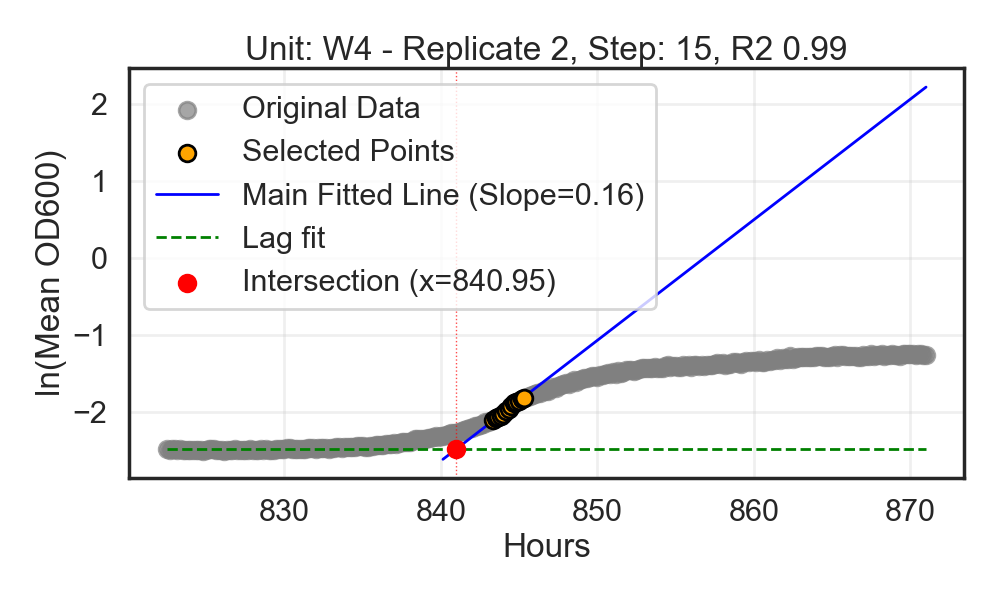 Unit: W4 - Replicate 2, Step: 15, R2 0.99
Original Data
Selected Points
Main Fitted Line (Slope=0.16)
Lag fit
Intersection (x=840.95)
ln(Mean OD600)
2
1
0
−1
−2
830 840 850 860 870
Hours